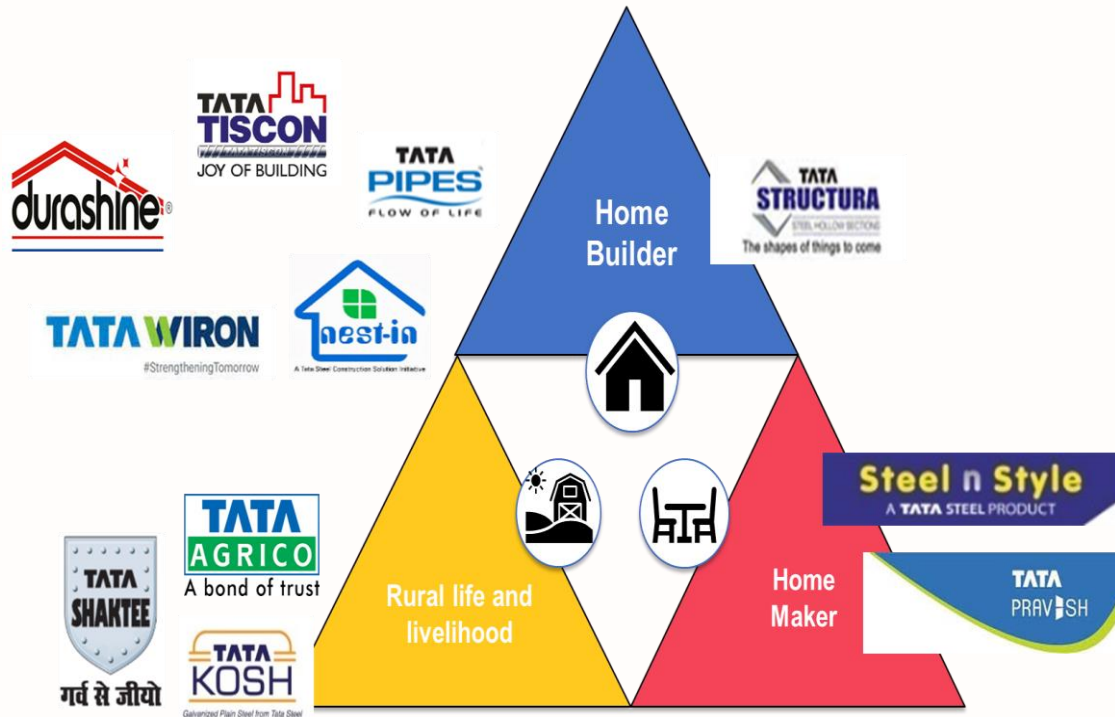 TATA
TISCON
JOY OF BUILDING
durashine®
TATA
PIPES
FLOW OF LIFE
Home
Builder
TATA
STRUCTURA
STEEL HOLLOW SECTIONS
The shapes of things to come
TATA WIRON
#StrengtheningTomorrow
nest-in
A Tata Steel Construction Solution Initiative
Steel n Style
A TATA STEEL PRODUCT
TATA
AGRICO
A bond of trust
TATA
SHAKTEE
गर्व से जीयो
TATA
KOSH
Galvanized Plain Steel from Tata Steel
Rural life and
livelihood
Home
Maker
TATA
PRAVESH